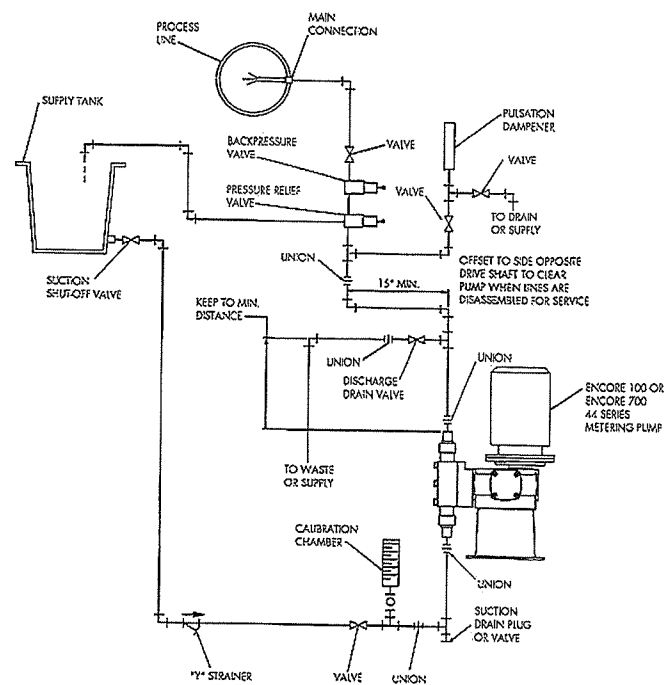 MAIN
CONNECTION
PROCESS
LINE
SUPPLY TANK
PULSATION
DAMPENER
BACKPRESSURE
VALVE
VALVE
VALVE
PRESSURE RELIEF
VALVE
VALVE
TO DRAIN
OR SUPPLY
SUCTION
SHUT-OFF VALVE
UNION
OFFSET TO SIDE OPPOSITE
DRIVE SHAFT TO CLEAR
PUMP WHEN LINES ARE
DISASSEMBLED FOR SERVICE
15" MIN.
KEEP TO MIN.
DISTANCE
UNION
DISCHARGE
DRAIN VALVE
UNION
ENCORE 100 OR
ENCORE 700
44 SERIES
METERING PUMP
TO WASTE
OR SUPPLY
CALIBRATION
CHAMBER
UNION
SUCTION
DRAIN PLUG
OR VALVE
"Y" STRAINER
VALVE
UNION